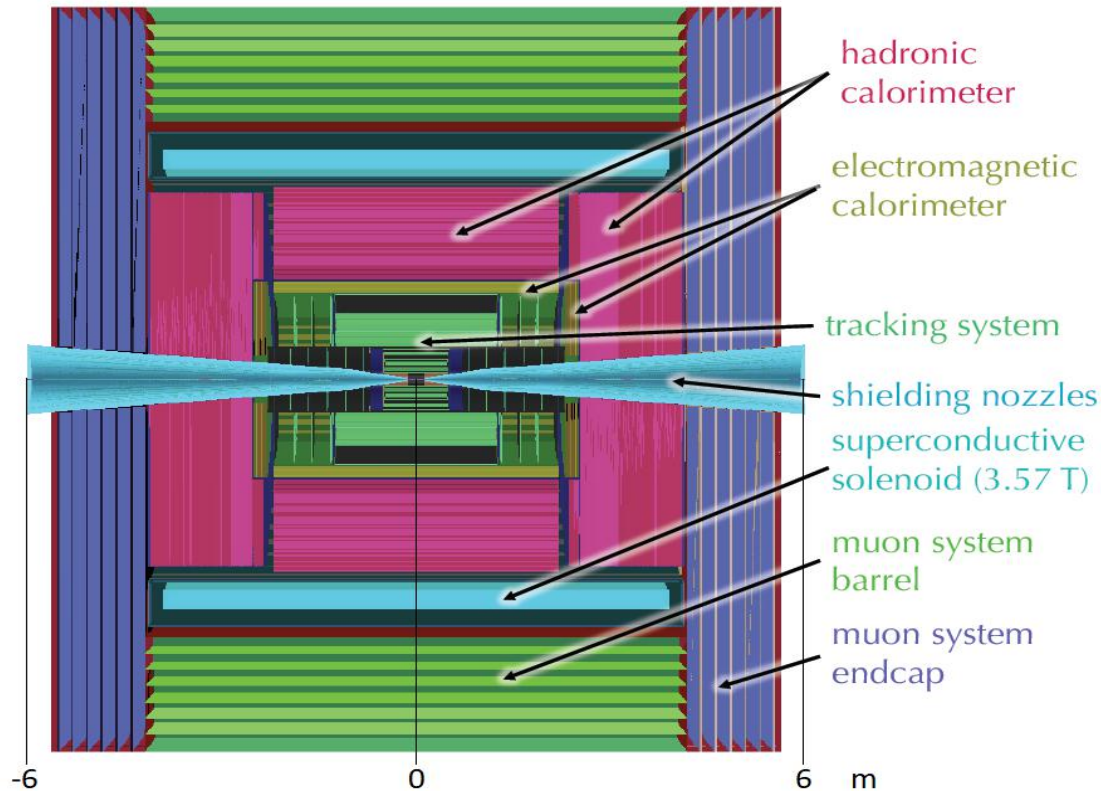 hadronic
calorimeter
electromagnetic
calorimeter
tracking system
shielding nozzles
superconductive
solenoid (3.57 T)
muon system
barrel
muon system
endcap
-6 0 6 m